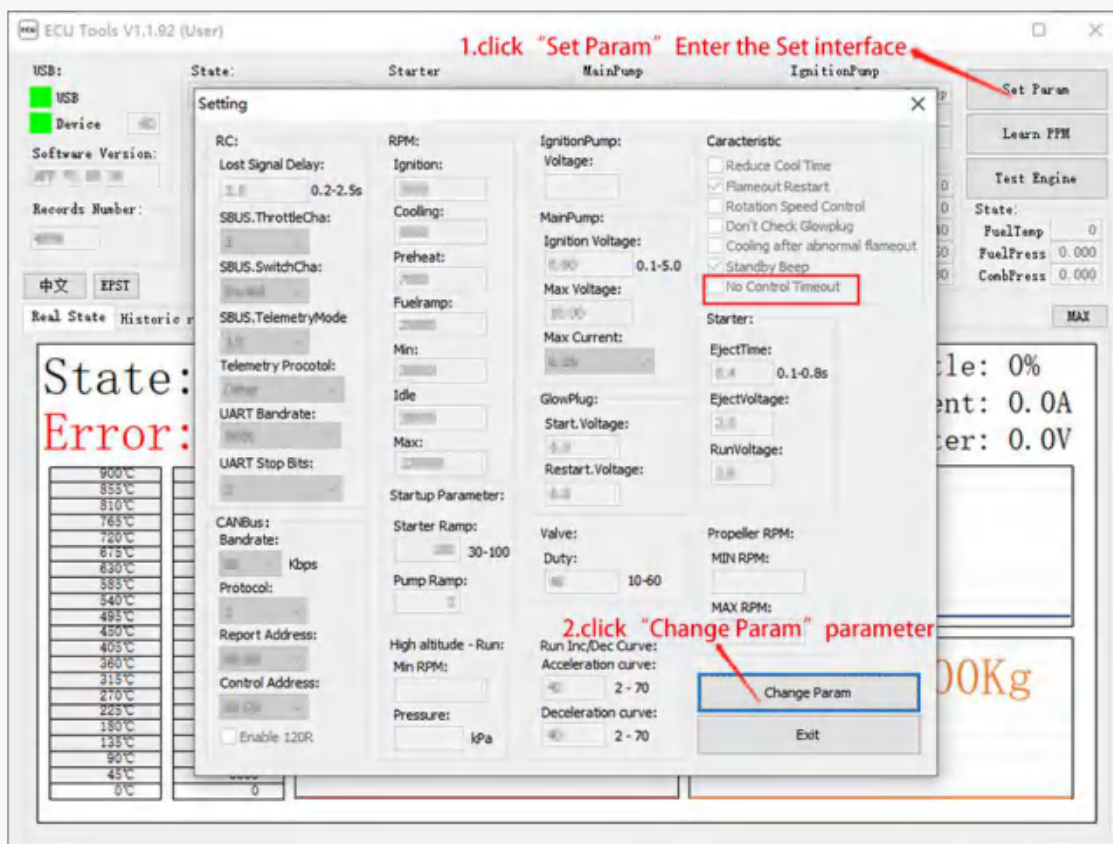 ECU Tools V1.1.92 (User)
1.click “Set Param” Enter the Set interface
USB:
State:
Starter
MainPump
IgnitionPump
USB
Device
Software Version:
Records Number:
中文
EPST
Real State
Historic r
Set Param
Learn PPM
Test Engine
State:
FuelTemp 0
FuelPress 0.000
CombPress 0.000
MAX
Setting
RC:
Lost Signal Delay:
0.2-2.5s
SBUS.ThrottleCha:
SBUS.SwitchCha:
SBUS.TelemetryMode
Telemetry Procotol:
UART Bandrate:
UART Stop Bits:
CANBus:
Bandrate:
Kbps
Protocol:
Report Address:
Control Address:
Enable 120R
RPM:
Ignition:
Cooling:
Preheat:
Fuelramp:
Min:
Idle
Max:
Startup Parameter:
Starter Ramp:
30-100
Pump Ramp:
High altitude - Run:
Min RPM:
Pressure:
kPa
IgnitionPump:
Voltage:
MainPump:
Ignition Voltage:
0.1-5.0
Max Voltage:
Max Current:
GlowPlug:
Start.Voltage:
Restart.Voltage:
Valve:
Duty:
10-60
Run Inc/Dec Curve:
Acceleration curve:
2 - 70
Deceleration curve:
2 - 70
Caracteristic
Reduce Cool Time
Flameout Restart
Rotation Speed Control
Don't Check Glowplug
Cooling after abnormal flameout
Standby Beep
No Control Timeout
Starter:
EjectTime:
0.1-0.8s
EjectVoltage:
RunVoltage:
Propeller RPM:
MIN RPM:
MAX RPM:
2.click “Change Param” parameter
Change Param
Exit
State:
Error:
tle: 0%
ent: 0.0A
ter: 0.0V
00Kg
900℃
855℃
810℃
765℃
720℃
675℃
630℃
585℃
540℃
495℃
450℃
405℃
360℃
315℃
270℃
225℃
180℃
135℃
90℃
45℃
0℃
0